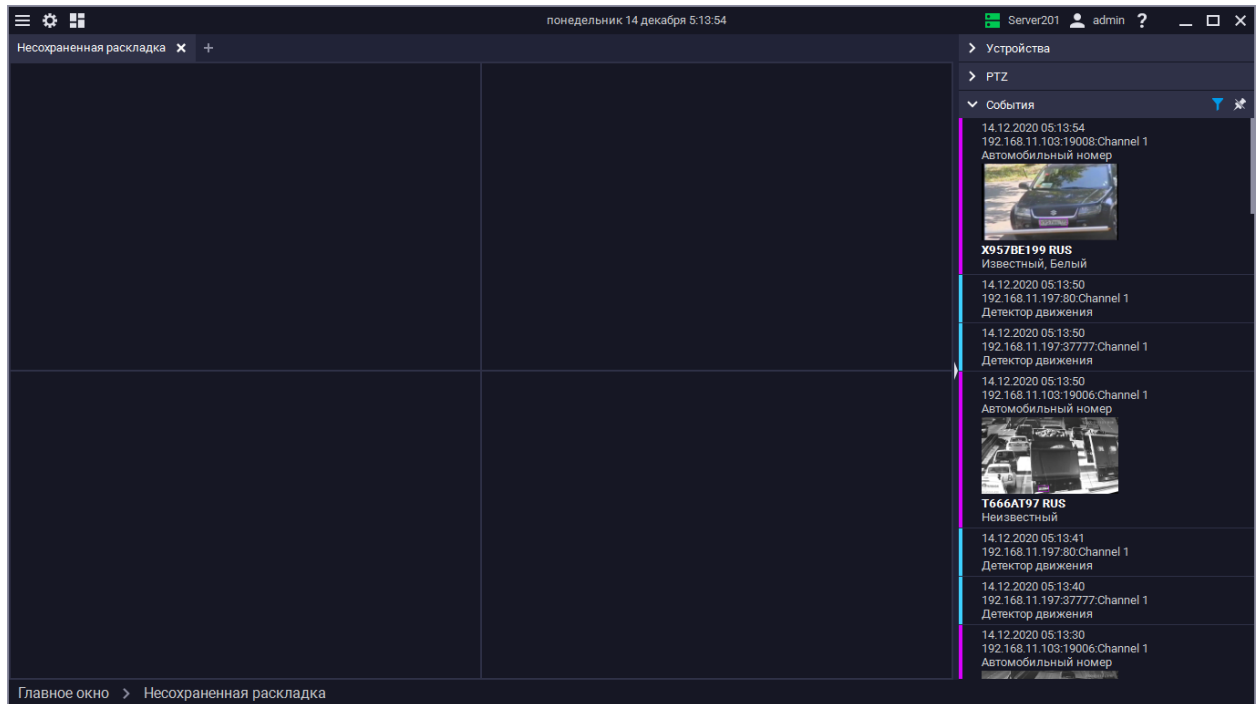 понедельник 14 декабря 5:13:54
Server201 admin ?
Несохраненная раскладка
Устройства
PTZ
События
14.12.2020 05:13:54
192.168.11.103:19008:Channel 1
Автомобильный номер
X957BE199 RUS
Известный, Белый
14.12.2020 05:13:50
192.168.11.197:80:Channel 1
Детектор движения
14.12.2020 05:13:50
192.168.11.197:37777:Channel 1
Детектор движения
14.12.2020 05:13:50
192.168.11.103:19006:Channel 1
Автомобильный номер
T666AT97 RUS
Неизвестный
14.12.2020 05:13:41
192.168.11.197:80:Channel 1
Детектор движения
14.12.2020 05:13:40
192.168.11.197:37777:Channel 1
Детектор движения
14.12.2020 05:13:30
192.168.11.103:19006:Channel 1
Автомобильный номер
Главное окно > Несохраненная раскладка